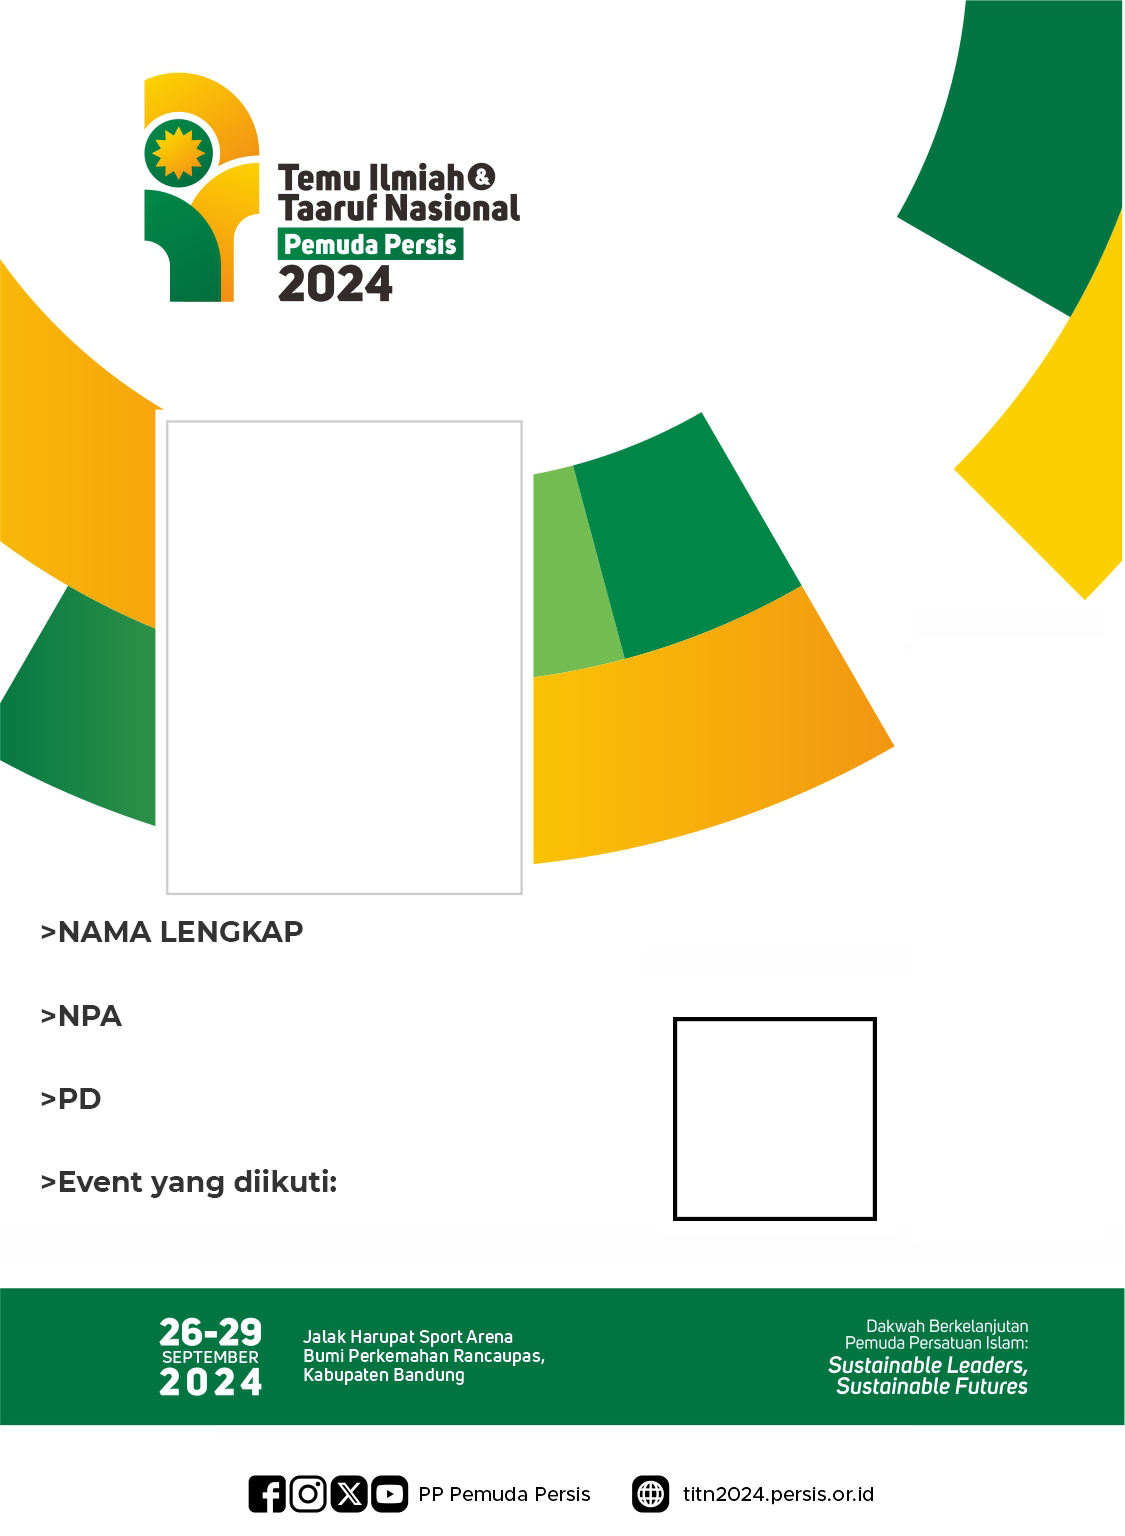 Temu Ilmiah &
Taaruf Nasional
Pemuda Persis
2024
>NAMA LENGKAP
>NPA
>PD
>Event yang diikuti:
26-29
SEPTEMBER
2024
Jalak Harupat Sport Arena
Bumi Perkemahan Rancaupas,
Kabupaten Bandung
Dakwah Berkelanjutan
Pemuda Persatuan Islam:
Sustainable Leaders,
Sustainable Futures
PP Pemuda Persis
titn2024.persis.or.id